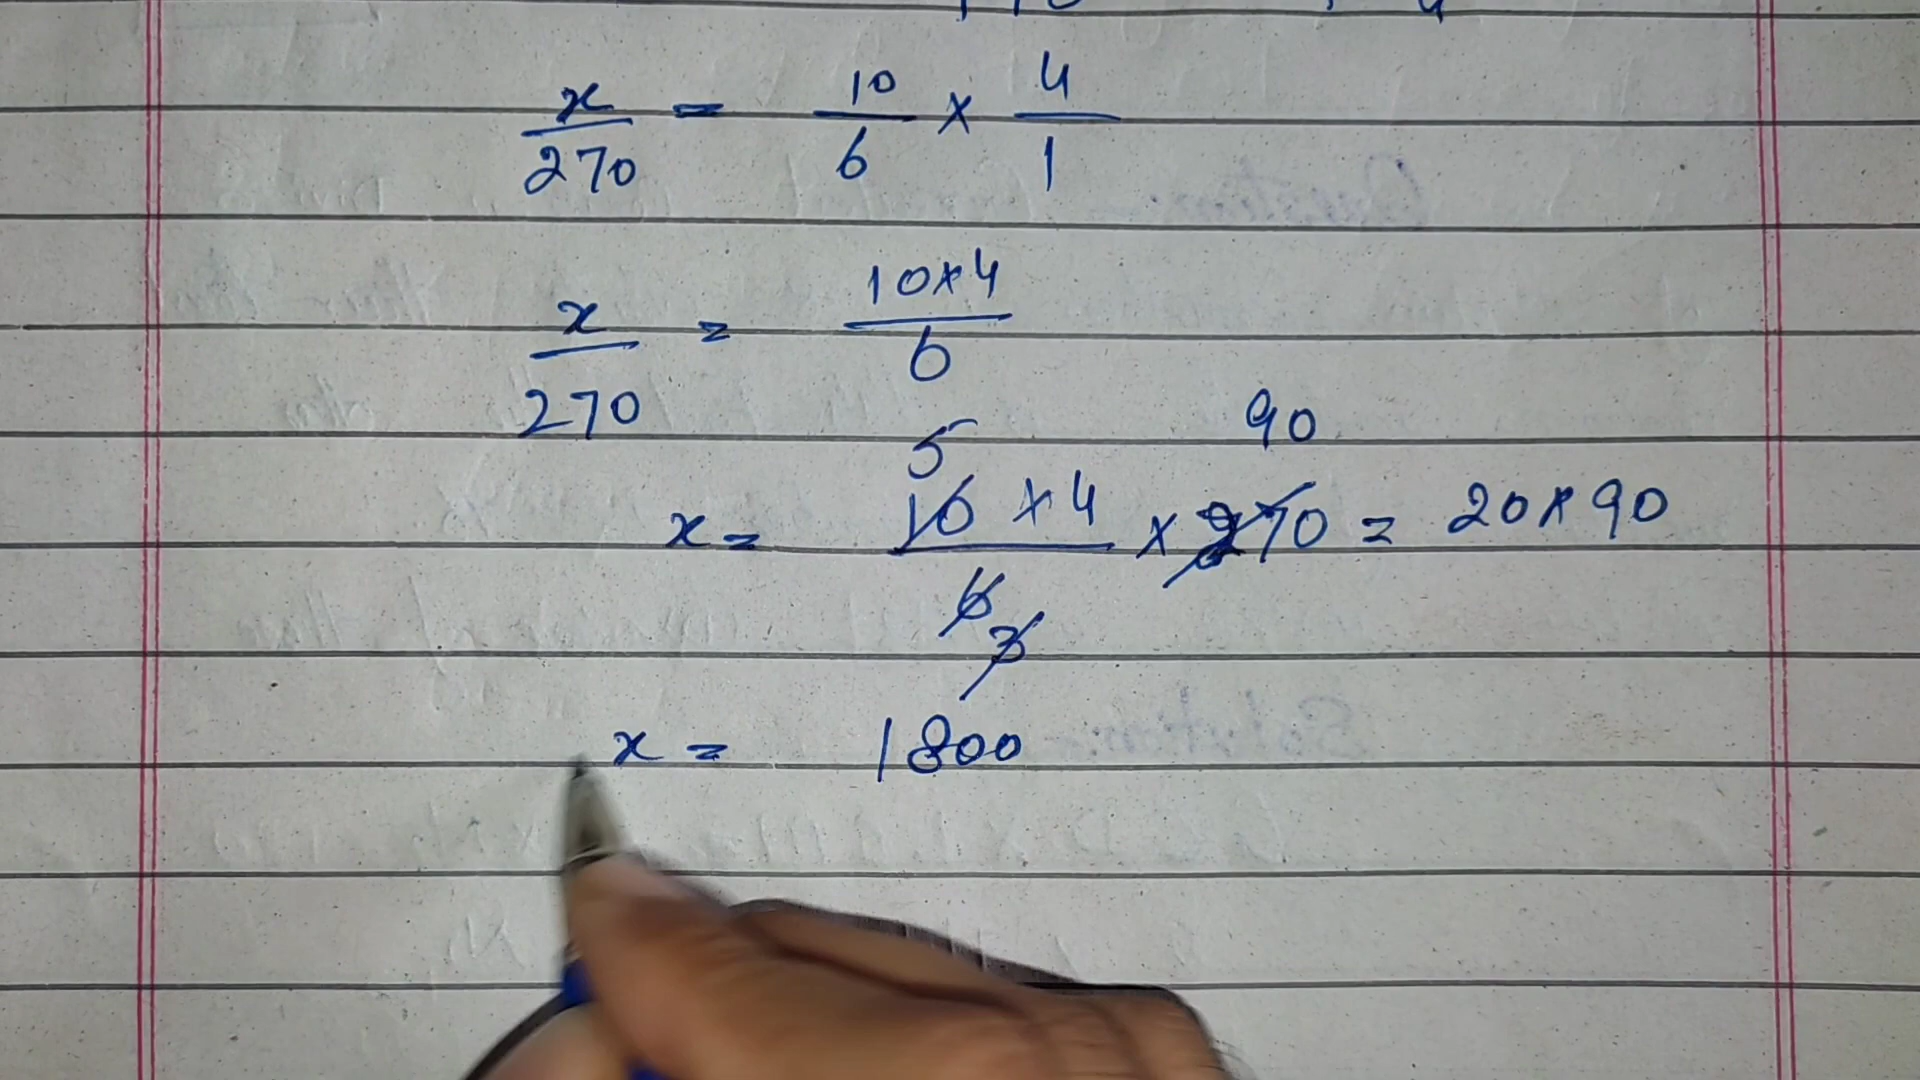 x/270 = 10/6 × 4/1
x/270 = 10×4/6
5 90
x = 10 × 4/6 × 270 = 20 × 90
3
x = 1800